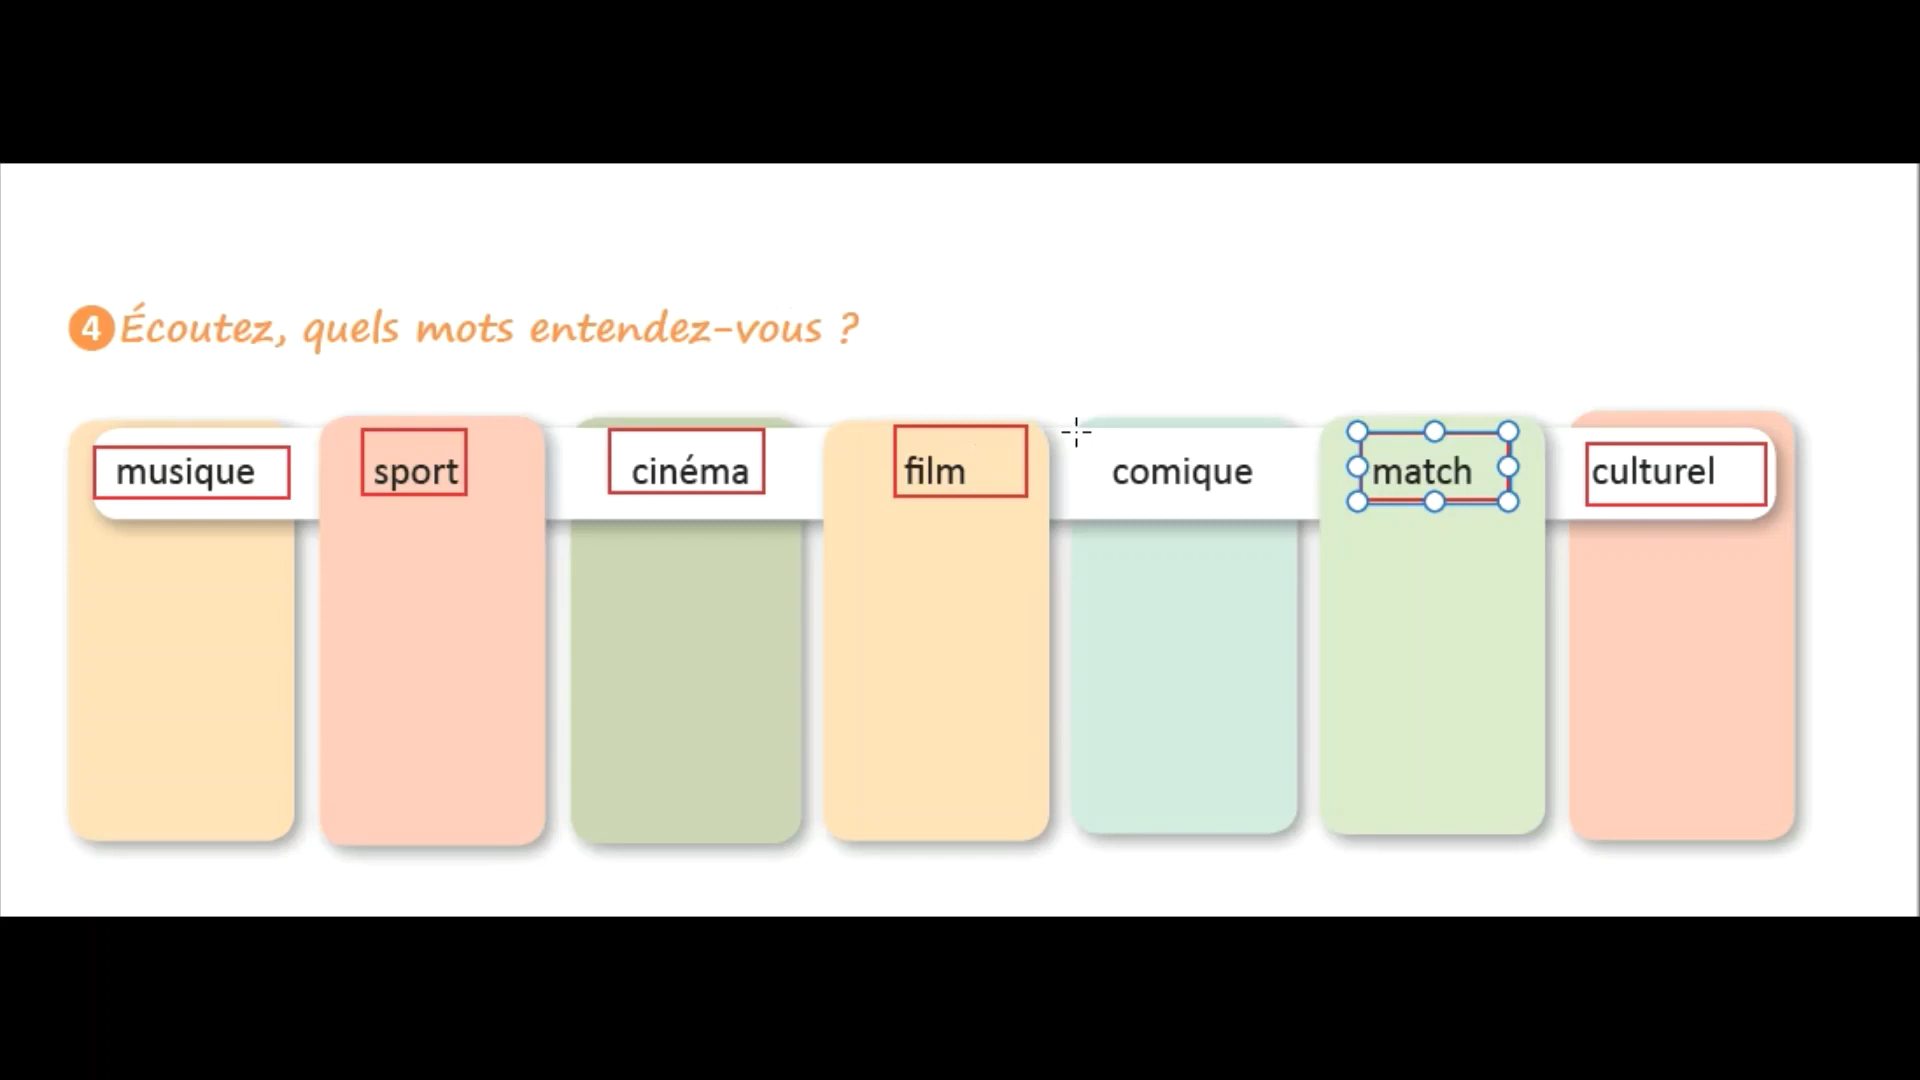 4 Écoutez, quels mots entendez-vous ?
musique sport cinéma film comique match culturel